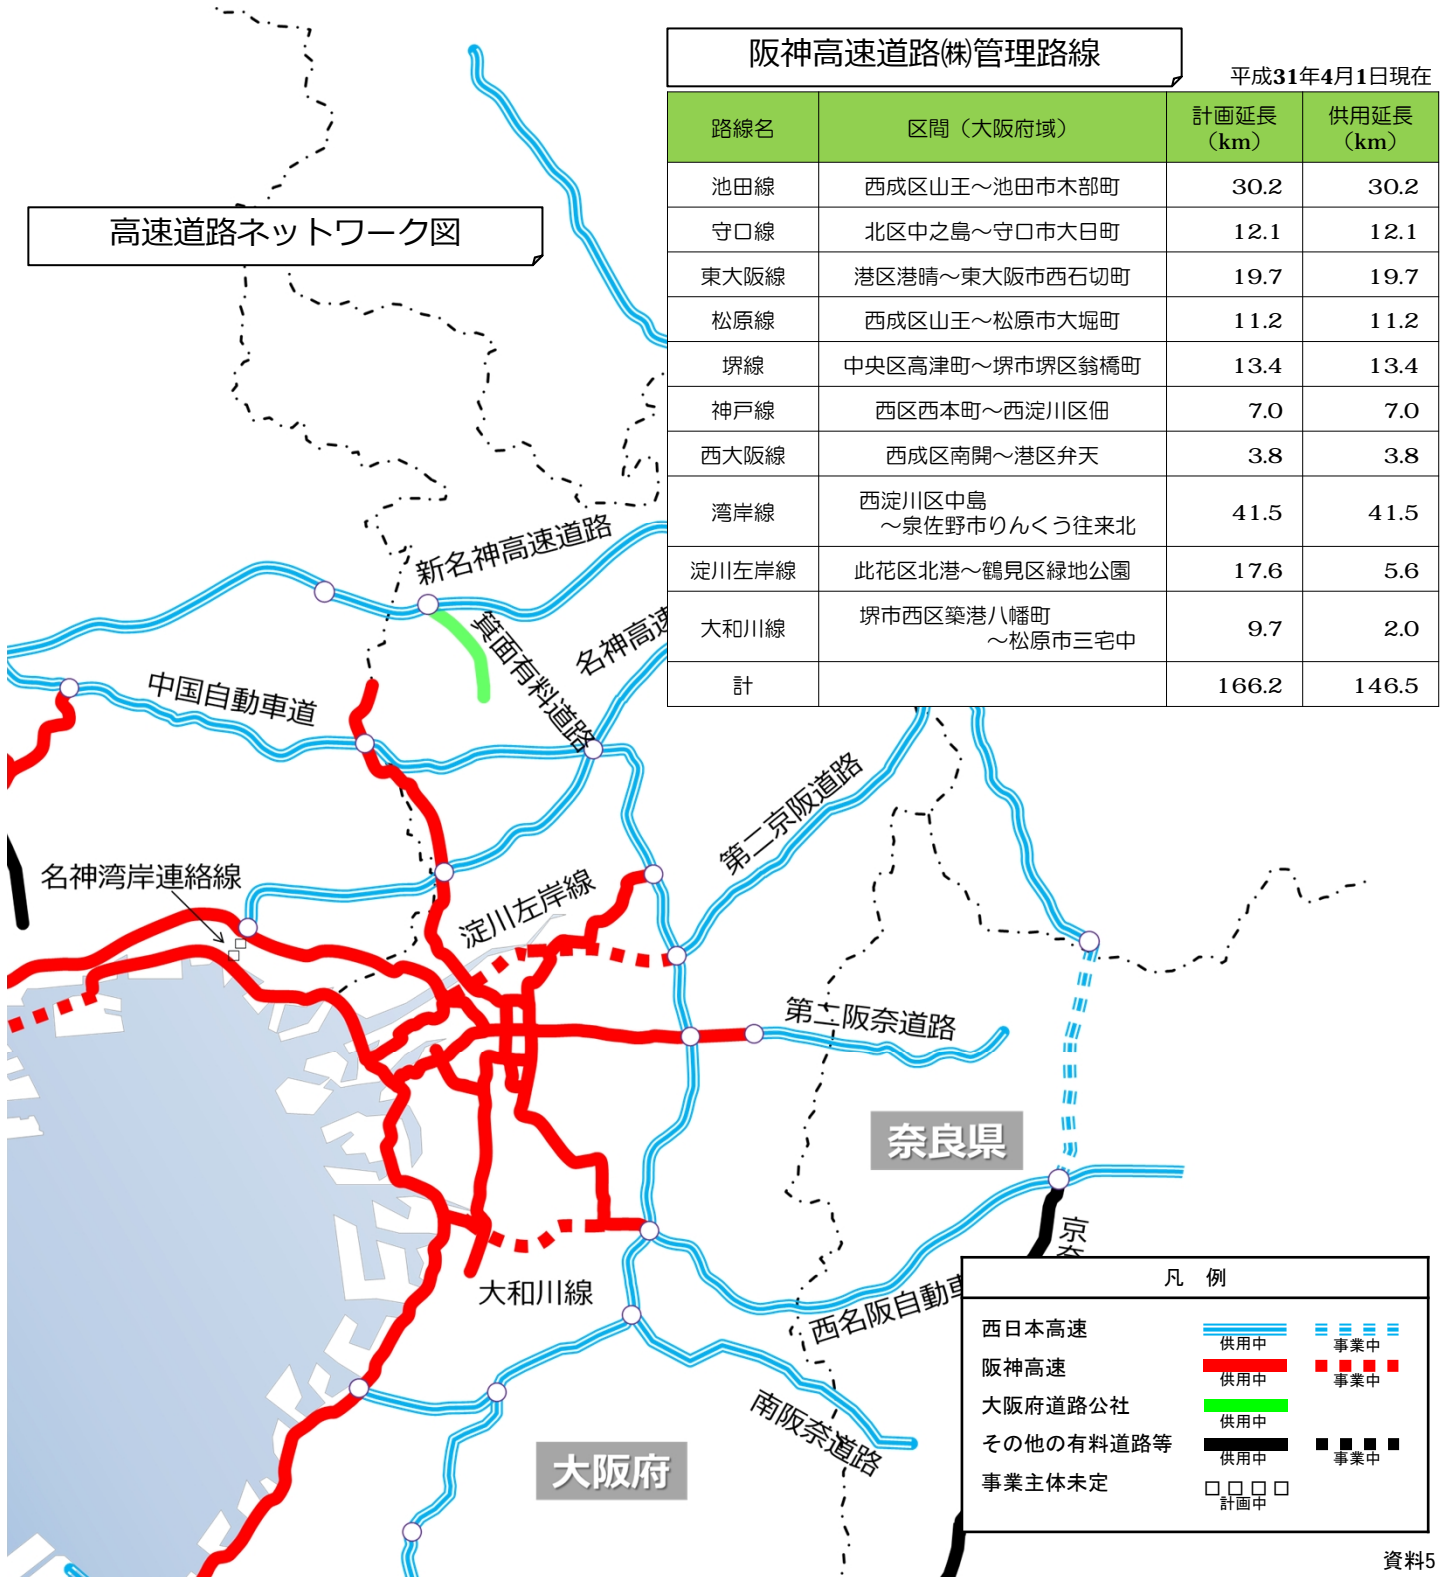 阪神高速道路㈱管理路線
平成31年4月1日現在
路線名 区間（大阪府域） 計画延長（km） 供用延長（km）
池田線 西成区山王～池田市木部町 30.2 30.2
守口線 北区中之島～守口市大日町 12.1 12.1
東大阪線 港区港晴～東大阪市西石切町 19.7 19.7
松原線 西成区山王～松原市大堀町 11.2 11.2
堺線 中央区高津町～堺市堺区翁橋町 13.4 13.4
神戸線 西区西本町～西淀川区佃 7.0 7.0
西大阪線 西成区南開～港区弁天 3.8 3.8
湾岸線 西淀川区中島 41.5 41.5
～泉佐野市りんくう往来北
淀川左岸線 此花区北港～鶴見区緑地公園 17.6 5.6
大和川線 堺市西区築港八幡町 9.7 2.0
～松原市三宅中
計 166.2 146.5
高速道路ネットワーク図
新名神高速道路
箕面有料道路
名神高速
中国自動車道
第二京阪道路
名神湾岸連絡線
淀川左岸線
第二阪奈道路
奈良県
京奈
大和川線
西名阪自動車
南阪奈道路
大阪府
凡 例
西日本高速 供用中 事業中
阪神高速 供用中 事業中
大阪府道路公社 供用中
その他の有料道路等 供用中 事業中
事業主体未定 計画中
資料5